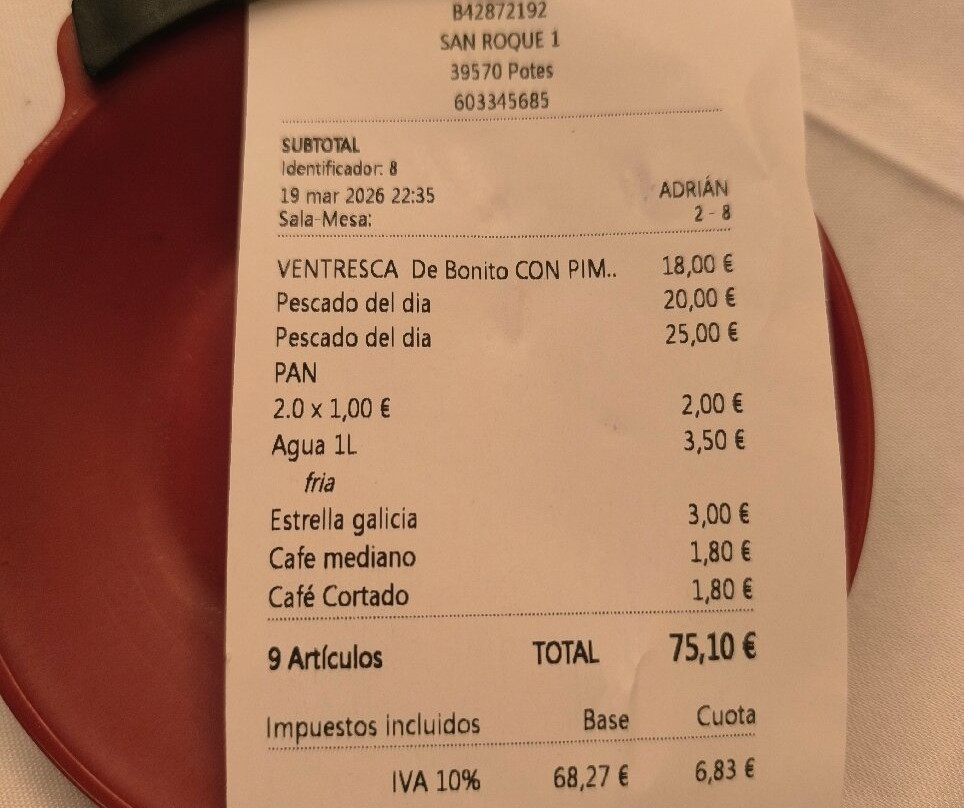 B42872192
SAN ROQUE 1
39570 Potes
603345685
SUBTOTAL
Identificador: 8
19 mar 2026 22:35 ADRIÁN
Sala-Mesa: 2 - 8
VENTRESCA De Bonito CON PIM.. 18,00 €
Pescado del dia 20,00 €
Pescado del dia 25,00 €
PAN
2.0 x 1,00 € 2,00 €
Agua 1L 3,50 €
fria
Estrella galicia 3,00 €
Cafe mediano 1,80 €
Café Cortado 1,80 €
9 Artículos TOTAL 75,10 €
Impuestos incluidos Base Cuota
IVA 10% 68,27 € 6,83 €